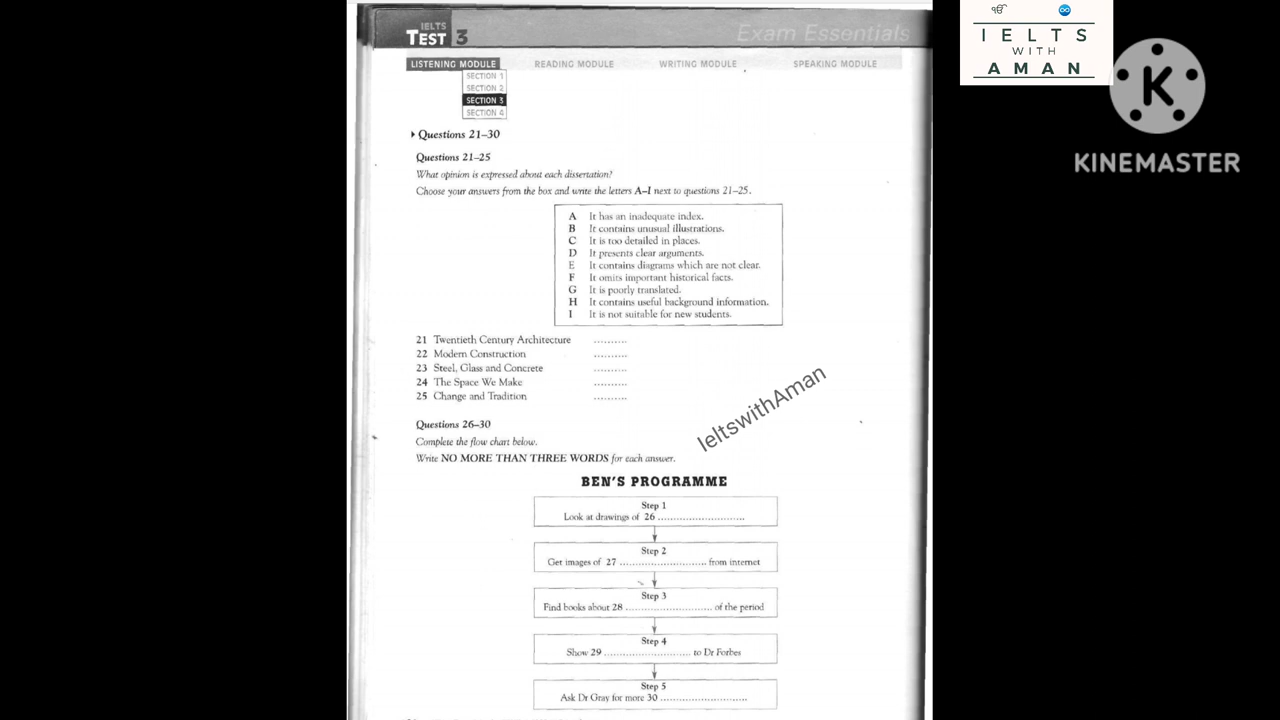 IELTS
TEST 3
Exam Essentials
LISTENING MODULE READING MODULE WRITING MODULE SPEAKING MODULE
SECTION 1
SECTION 2
SECTION 3
SECTION 4
Questions 21–30
Questions 21–25
What opinion is expressed about each dissertation?
Choose your answers from the box and write the letters A–I next to questions 21–25.
A It has an inadequate index.
B It contains unusual illustrations.
C It is too detailed in places.
D It presents clear arguments.
E It contains diagrams which are not clear.
F It omits important historical facts.
G It is poorly translated.
H It contains useful background information.
I It is not suitable for new students.
21 Twentieth Century Architecture ..........
22 Modern Construction ..........
23 Steel, Glass and Concrete ..........
24 The Space We Make ..........
25 Change and Tradition ..........
Questions 26–30
Complete the flow chart below.
Write NO MORE THAN THREE WORDS for each answer.
BEN'S PROGRAMME
Step 1
Look at drawings of 26 ...........................
Step 2
Get images of 27 ........................... from internet
Step 3
Find books about 28 ........................... of the period
Step 4
Show 29 ........................... to Dr Forbes
Step 5
Ask Dr Gray for more 30 ...........................
IeltswithAman
ੴ
IELTS
WITH
AMAN
K
KINEMASTER